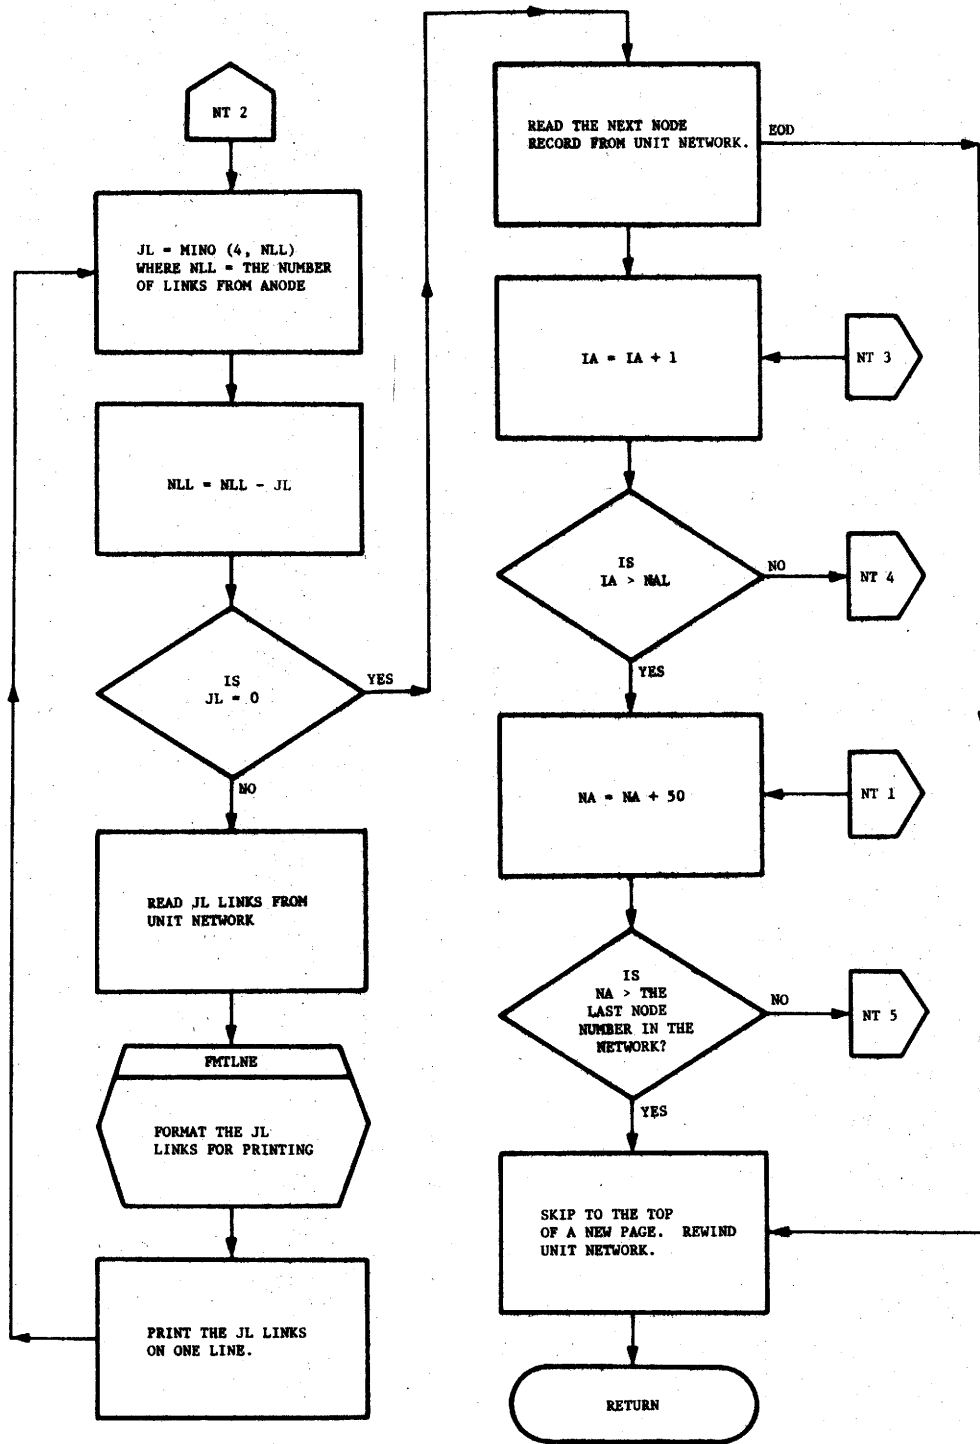 NT 2
JL = MINO (4, NLL)
WHERE NLL = THE NUMBER
OF LINKS FROM ANODE
NLL = NLL - JL
IS
JL = 0
YES
NO
READ JL LINKS FROM
UNIT NETWORK
FMTLNE
FORMAT THE JL
LINKS FOR PRINTING
PRINT THE JL LINKS
ON ONE LINE.
READ THE NEXT NODE
RECORD FROM UNIT NETWORK.
EOD
IA = IA + 1
NT 3
IS
IA > NAL
NO
NT 4
YES
NA = NA + 50
NT 1
IS
NA > THE
LAST NODE
NUMBER IN THE
NETWORK?
NO
NT 5
YES
SKIP TO THE TOP
OF A NEW PAGE. REWIND
UNIT NETWORK.
RETURN